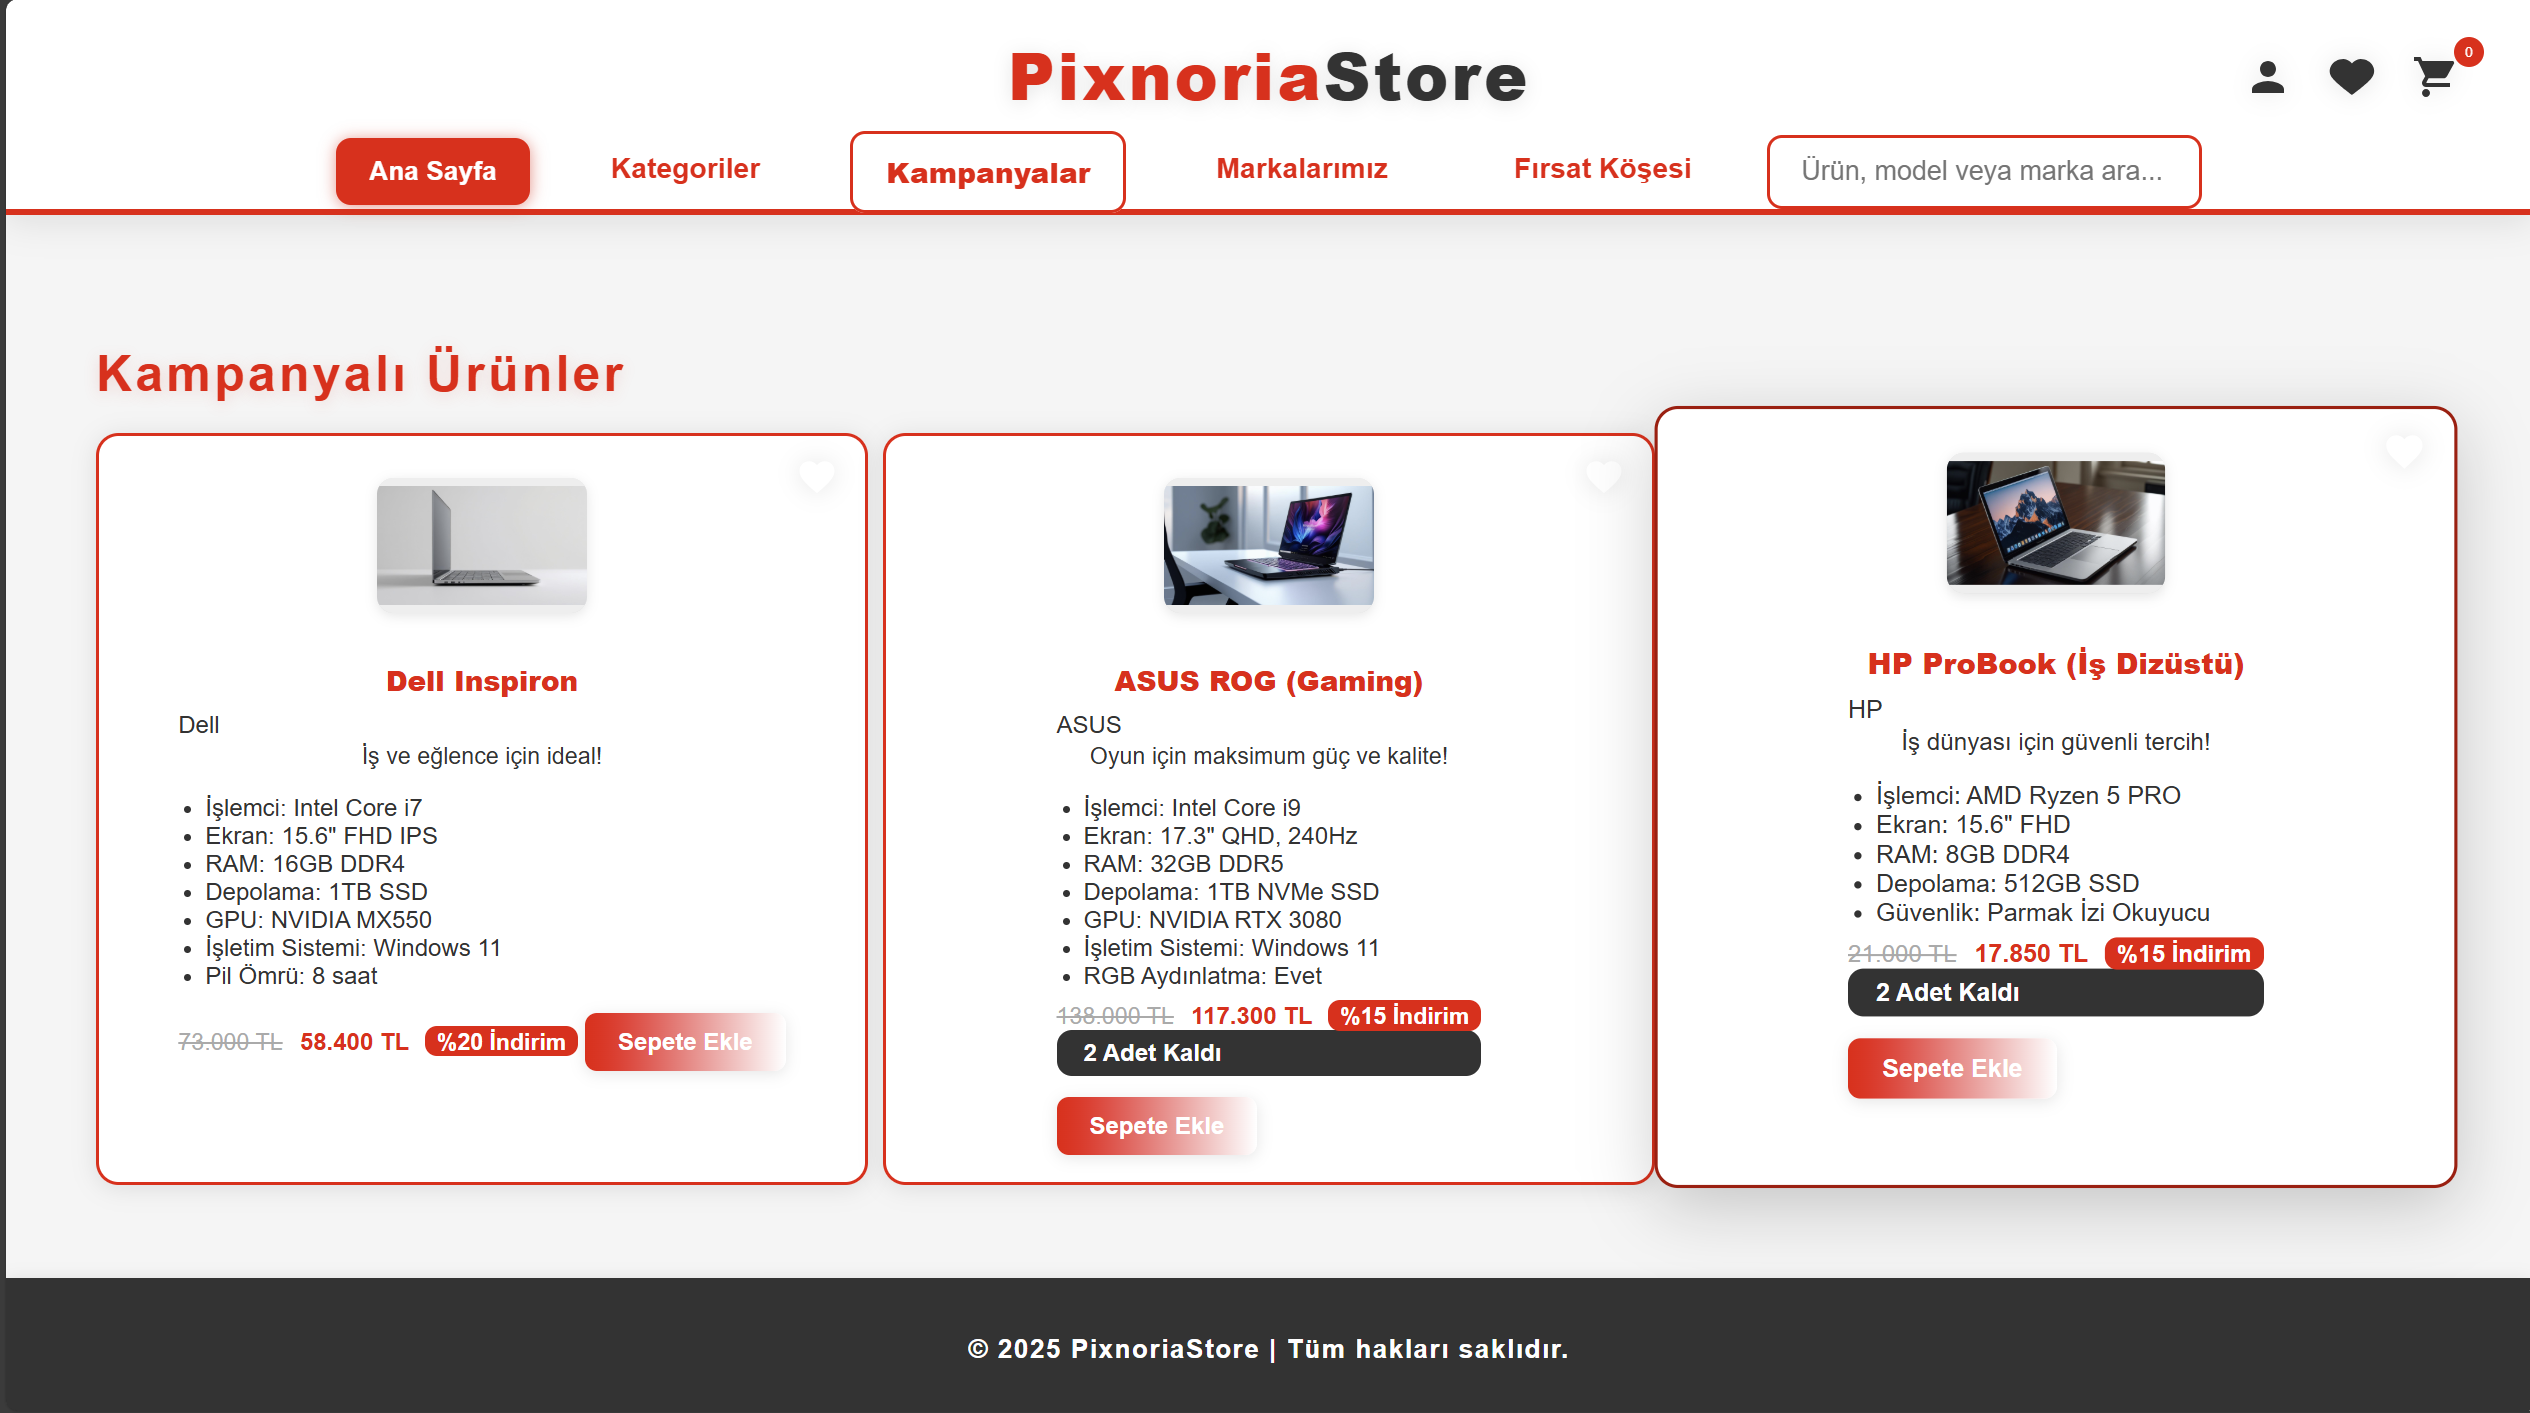 PixnoriaStore
0
Ana Sayfa
Kategoriler
Kampanyalar
Markalarımız
Fırsat Köşesi
Ürün, model veya marka ara...
Kampanyalı Ürünler
Dell Inspiron
Dell
İş ve eğlence için ideal!
İşlemci: Intel Core i7
Ekran: 15.6" FHD IPS
RAM: 16GB DDR4
Depolama: 1TB SSD
GPU: NVIDIA MX550
İşletim Sistemi: Windows 11
Pil Ömrü: 8 saat
73.000 TL 58.400 TL %20 İndirim Sepete Ekle
ASUS ROG (Gaming)
ASUS
Oyun için maksimum güç ve kalite!
İşlemci: Intel Core i9
Ekran: 17.3" QHD, 240Hz
RAM: 32GB DDR5
Depolama: 1TB NVMe SSD
GPU: NVIDIA RTX 3080
İşletim Sistemi: Windows 11
RGB Aydınlatma: Evet
138.000 TL 117.300 TL %15 İndirim
2 Adet Kaldı
Sepete Ekle
HP ProBook (İş Dizüstü)
HP
İş dünyası için güvenli tercih!
İşlemci: AMD Ryzen 5 PRO
Ekran: 15.6" FHD
RAM: 8GB DDR4
Depolama: 512GB SSD
Güvenlik: Parmak İzi Okuyucu
21.000 TL 17.850 TL %15 İndirim
2 Adet Kaldı
Sepete Ekle
© 2025 PixnoriaStore | Tüm hakları saklıdır.